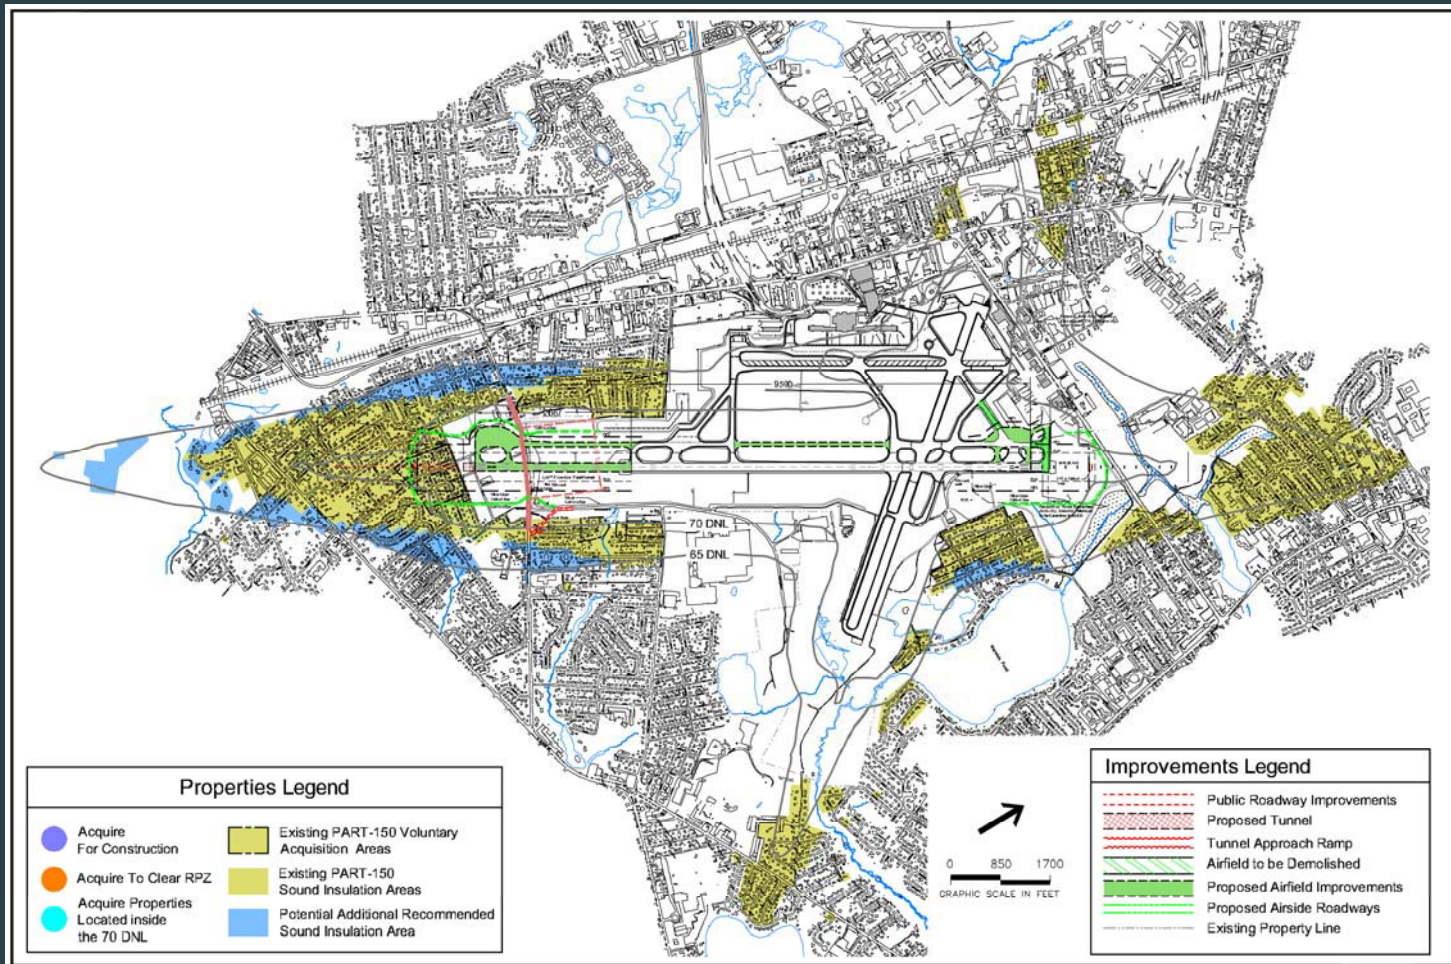 9500
70 DNL
65 DNL
Properties Legend
Acquire
For Construction
Acquire To Clear RPZ
Acquire Properties
Located inside
the 70 DNL
Existing PART-150 Voluntary
Acquisition Areas
Existing PART-150
Sound Insulation Areas
Potential Additional Recommended
Sound Insulation Area
0 850 1700
GRAPHIC SCALE IN FEET
Improvements Legend
Public Roadway Improvements
Proposed Tunnel
Tunnel Approach Ramp
Airfield to be Demolished
Proposed Airfield Improvements
Proposed Airside Roadways
Existing Property Line